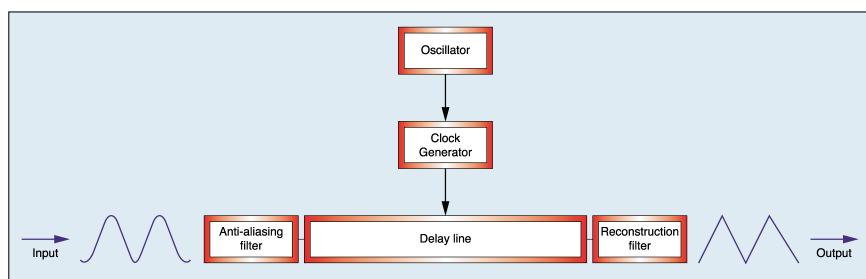 Oscillator
Clock
Generator
Anti-aliasing
filter
Delay line
Reconstruction
filter
Input
Output